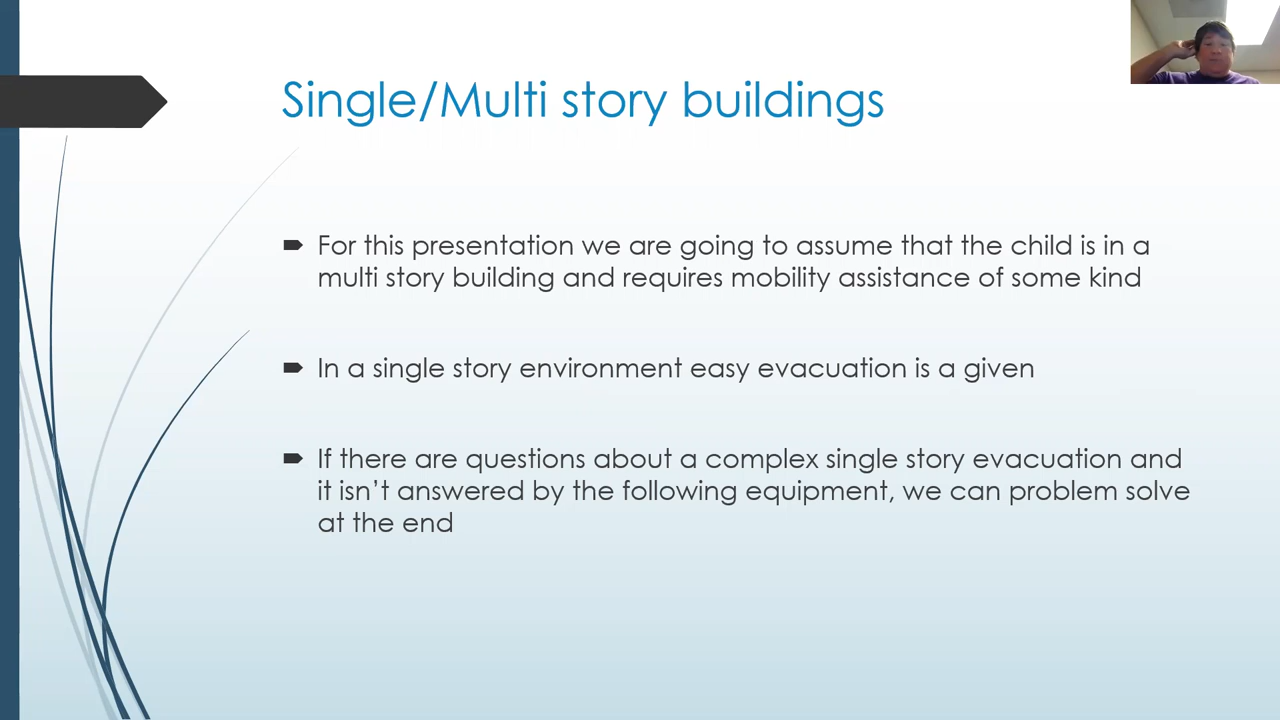 Single/Multi story buildings
For this presentation we are going to assume that the child is in a
multi story building and requires mobility assistance of some kind
In a single story environment easy evacuation is a given
If there are questions about a complex single story evacuation and
it isn’t answered by the following equipment, we can problem solve
at the end